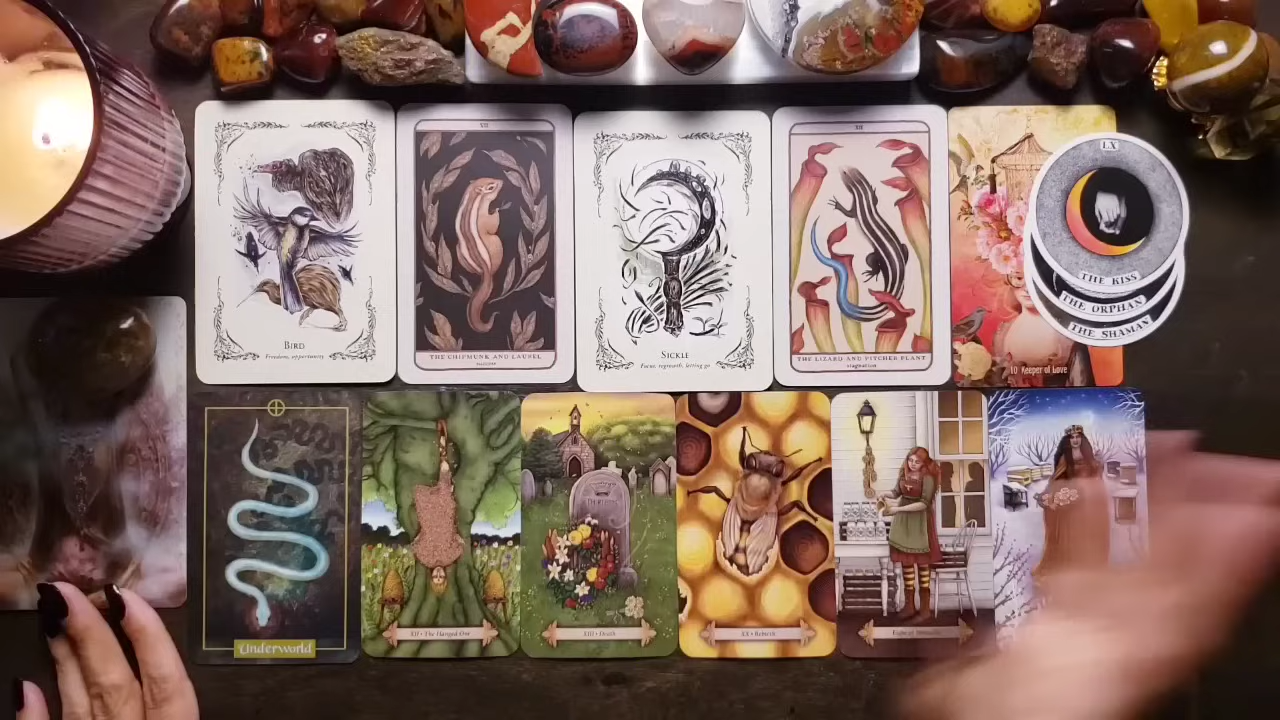 BIRD
Freedom, opportunity
VII
THE CHIPMUNK AND LAUREL
SICKLE
Focus, regrowth, letting go
XII
THE LIZARD AND PITCHER PLANT
stagnation
10 Keeper of Love
LX
THE KISS
THE ORPHAN
THE SHAMAN
Underworld
XII • The Hanged One
XIII • Death
XX • Rebirth